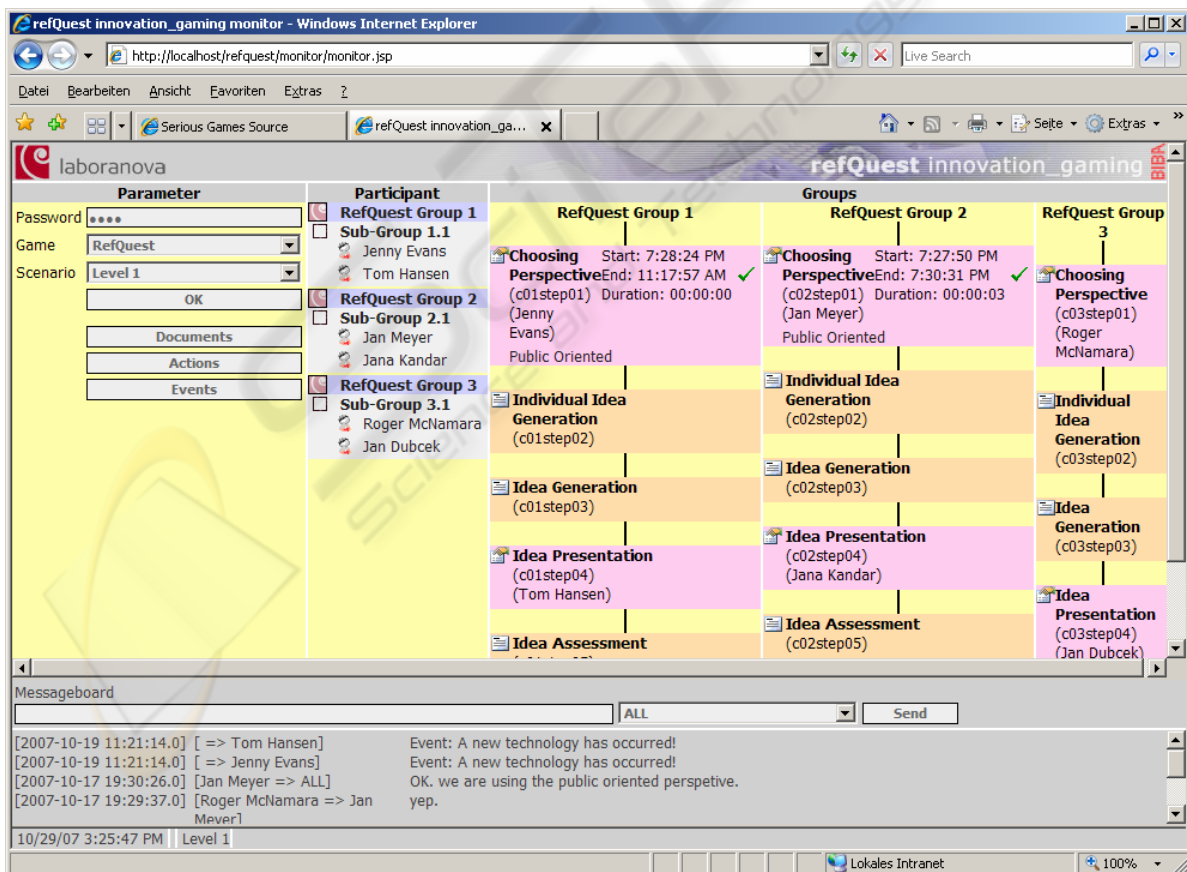 refQuest innovation_gaming monitor - Windows Internet Explorer
http://localhost/refquest/monitor/monitor.jsp
Live Search
Datei Bearbeiten Ansicht Favoriten Extras ?
Serious Games Source
refQuest innovation_ga...
Seite
Extras
»
laboranova
refQuest innovation_gaming
BIBA
Parameter
Password ••••
Game RefQuest
Scenario Level 1
OK
Documents
Actions
Events
Participant
RefQuest Group 1
Sub-Group 1.1
Jenny Evans
Tom Hansen
RefQuest Group 2
Sub-Group 2.1
Jan Meyer
Jana Kandar
RefQuest Group 3
Sub-Group 3.1
Roger McNamara
Jan Dubcek
Groups
RefQuest Group 1
Choosing Start: 7:28:24 PM
Perspective End: 11:17:57 AM
(c01step01) Duration: 00:00:00
(Jenny
Evans)
Public Oriented
Individual Idea
Generation
(c01step02)
Idea Generation
(c01step03)
Idea Presentation
(c01step04)
(Tom Hansen)
Idea Assessment
RefQuest Group 2
Choosing Start: 7:27:50 PM
Perspective End: 7:30:31 PM
(c02step01) Duration: 00:00:03
(Jan Meyer)
Public Oriented
Individual Idea
Generation
(c02step02)
Idea Generation
(c02step03)
Idea Presentation
(c02step04)
(Jana Kandar)
Idea Assessment
(c02step05)
RefQuest Group
3
Choosing
Perspective
(c03step01)
(Roger
McNamara)
Individual
Idea
Generation
(c03step02)
Idea
Generation
(c03step03)
Idea
Presentation
(c03step04)
(Jan Dubcek)
Messageboard
ALL
Send
[2007-10-19 11:21:14.0] [ => Tom Hansen] Event: A new technology has occurred!
[2007-10-19 11:21:14.0] [ => Jenny Evans] Event: A new technology has occurred!
[2007-10-17 19:30:26.0] [Jan Meyer => ALL] OK. we are using the public oriented perspetive.
[2007-10-17 19:29:37.0] [Roger McNamara => Jan yep.
Meyer]
10/29/07 3:25:47 PM Level 1
Lokales Intranet
100%